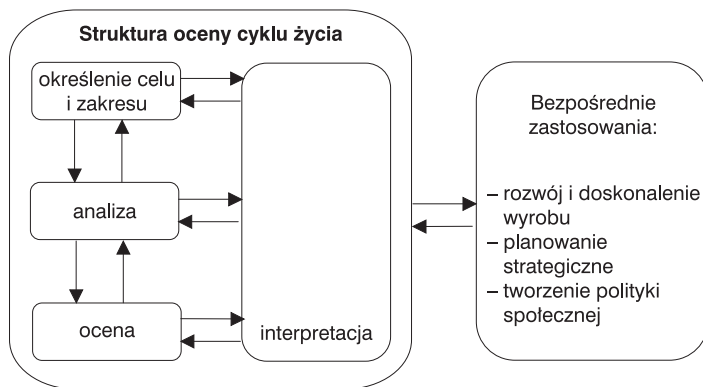 Struktura oceny cyklu życia
określenie celu
i zakresu
analiza
ocena
interpretacja
Bezpośrednie
zastosowania:
– rozwój i doskonalenie
wyrobu
– planowanie
strategiczne
– tworzenie polityki
społecznej